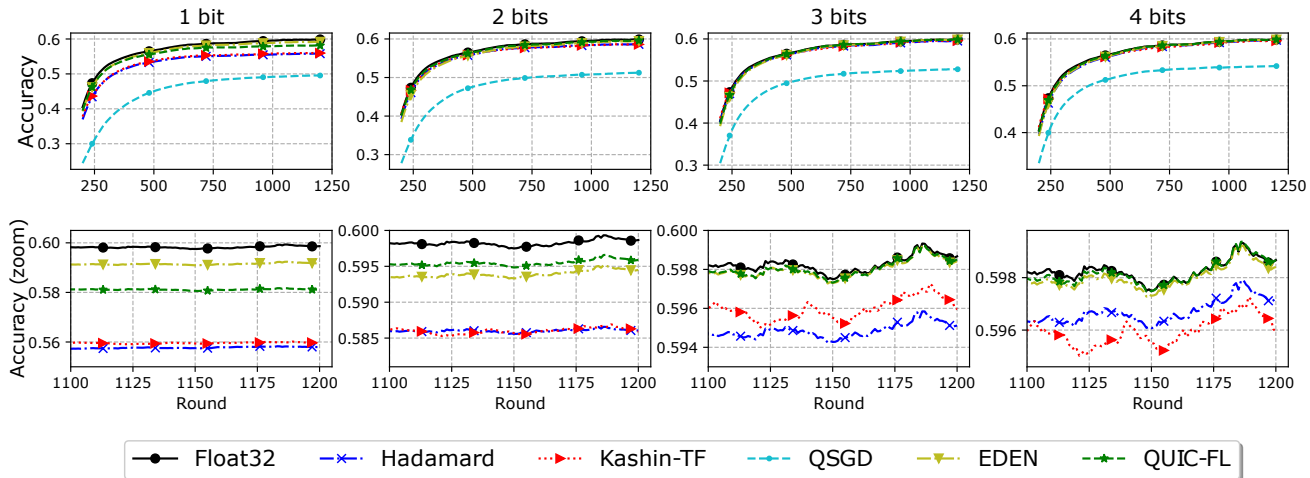 1 bit 2 bits 3 bits 4 bits
Accuracy
0.6 0.5 0.4 0.3
250 500 750 1000 1250
0.6 0.5 0.4 0.3
250 500 750 1000 1250
0.6 0.5 0.4 0.3
250 500 750 1000 1250
0.6 0.5 0.4
250 500 750 1000 1250
Accuracy (zoom)
0.60 0.58 0.56
1100 1125 1150 1175 1200
Round
0.600 0.595 0.590 0.585
1100 1125 1150 1175 1200
Round
0.600 0.598 0.596 0.594
1100 1125 1150 1175 1200
Round
0.598 0.596
1100 1125 1150 1175 1200
Round
Float32 Hadamard Kashin-TF QSGD EDEN QUIC-FL